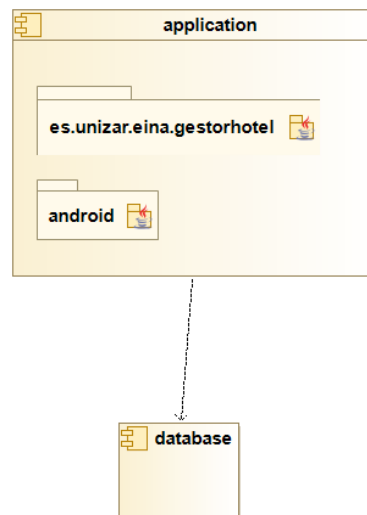 application
es.unizar.eina.gestorhotel
android
database